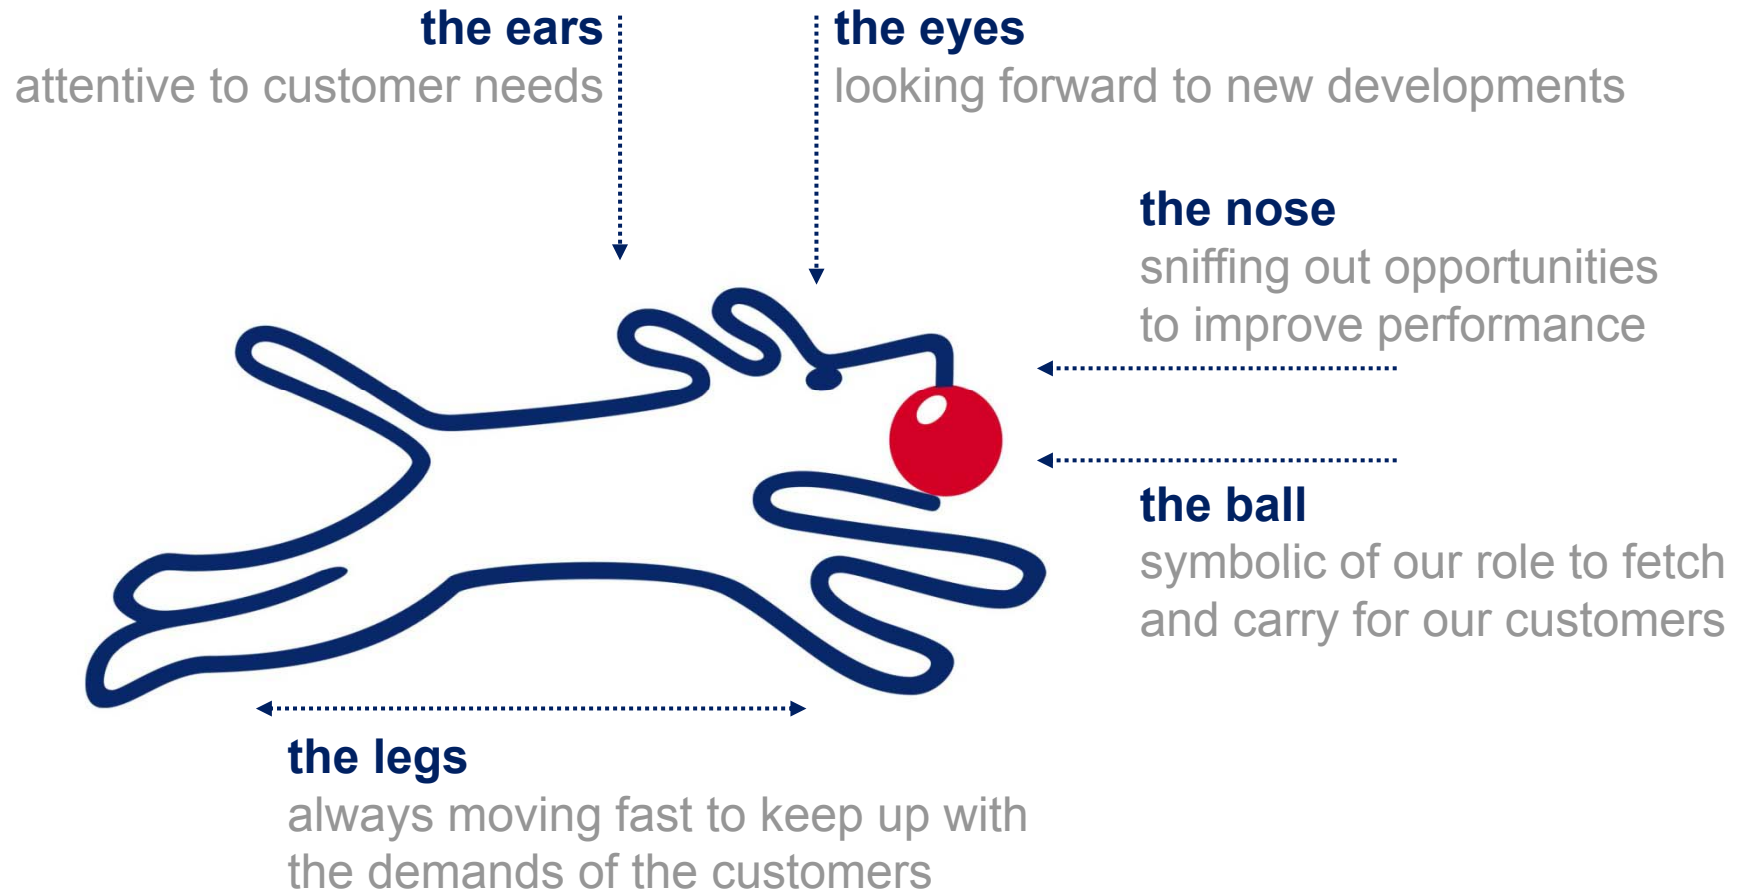 the ears
attentive to customer needs
the eyes
looking forward to new developments
the nose
sniffing out opportunities
to improve performance
the ball
symbolic of our role to fetch
and carry for our customers
the legs
always moving fast to keep up with
the demands of the customers